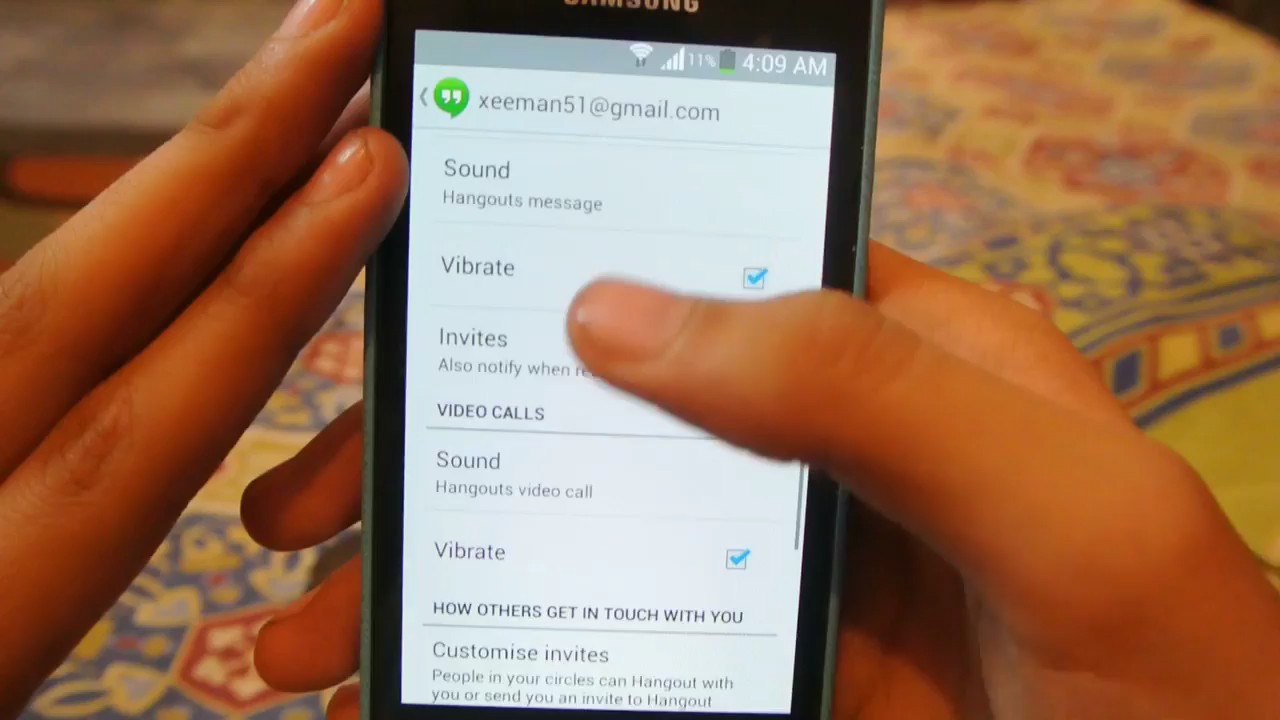 SAMSUNG
11% 4:09 AM
xeeman51@gmail.com
Sound
Hangouts message
Vibrate
Invites
Also notify when
VIDEO CALLS
Sound
Hangouts video call
Vibrate
HOW OTHERS GET IN TOUCH WITH YOU
Customise invites
People in your circles can Hangout with
you or send you an invite to Hangout